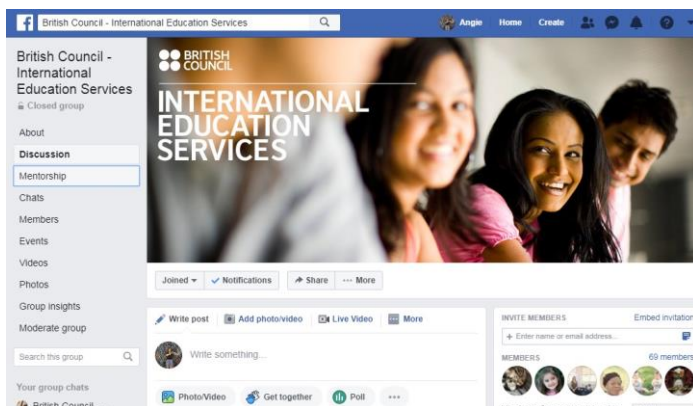 British Council - International Education Services
Angie
Home
Create
British Council -
International
Education Services
Closed group
About
Discussion
Mentorship
Chats
Members
Events
Videos
Photos
Group insights
Moderate group
Search this group
Your group chats
British Council
BRITISH
COUNCIL
INTERNATIONAL
EDUCATION
SERVICES
Joined
Notifications
Share
More
Write post
Add photo/video
Live Video
More
Write something...
Photo/Video
Get together
Poll
INVITE MEMBERS
Embed invitation
Enter name or email address...
MEMBERS
69 members